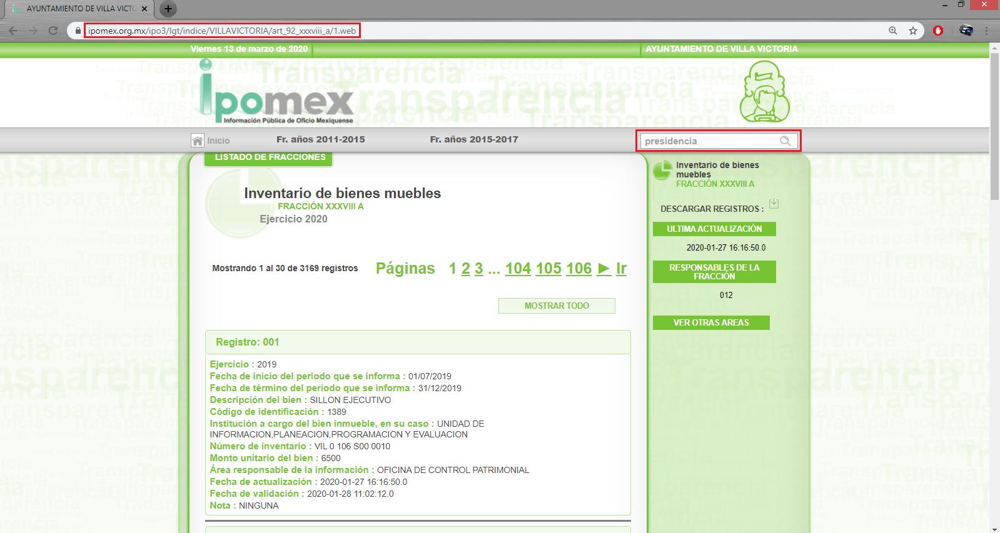 AYUNTAMIENTO DE VILLA VICTO
ipomex.org.mx/ipo3/lgt/indice/VILLAVICTORIA/art_92_xxxviii_a/1.web
Viernes 13 de marzo de 2020
AYUNTAMIENTO DE VILLA VICTORIA
Transparencia
ipomex
Información Pública de Oficio Mexiquense
Inicio
Fr. años 2011-2015
Fr. años 2015-2017
presidencia
LISTADO DE FRACCIONES
Inventario de bienes muebles
FRACCIÓN XXXVIII A
Ejercicio 2020
Mostrando 1 al 30 de 3169 registros
Páginas 1 2 3 ... 104 105 106 ► Ir
MOSTRAR TODO
Registro: 001
Ejercicio : 2019
Fecha de inicio del periodo que se informa : 01/07/2019
Fecha de término del periodo que se informa : 31/12/2019
Descripción del bien : SILLON EJECUTIVO
Código de identificación : 1389
Institución a cargo del bien inmueble, en su caso : UNIDAD DE
INFORMACION,PLANEACION,PROGRAMACION Y EVALUACION
Número de inventario : VIL 0 106 S00 0010
Monto unitario del bien : 6500
Área responsable de la información : OFICINA DE CONTROL PATRIMONIAL
Fecha de actualización : 2020-01-27 16:16:50.0
Fecha de validación : 2020-01-28 11:02:12.0
Nota : NINGUNA
Inventario de bienes
muebles
FRACCIÓN XXXVIII A
DESCARGAR REGISTROS :
ULTIMA ACTUALIZACIÓN
2020-01-27 16:16:50.0
RESPONSABLES DE LA
FRACCIÓN
012
VER OTRAS AREAS